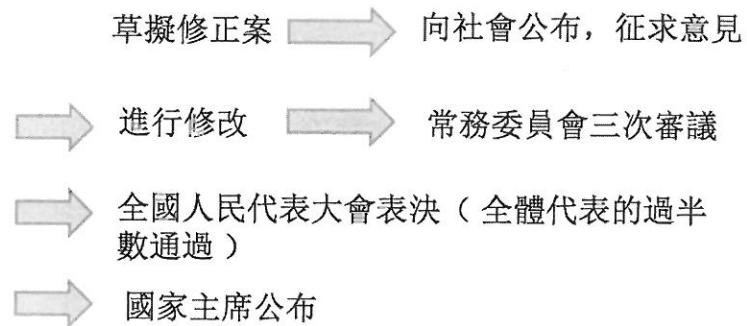 草擬修正案 向社會公布，征求意見
進行修改 常務委員會三次審議
全國人民代表大會表決（全體代表的過半
數通過）
國家主席公布